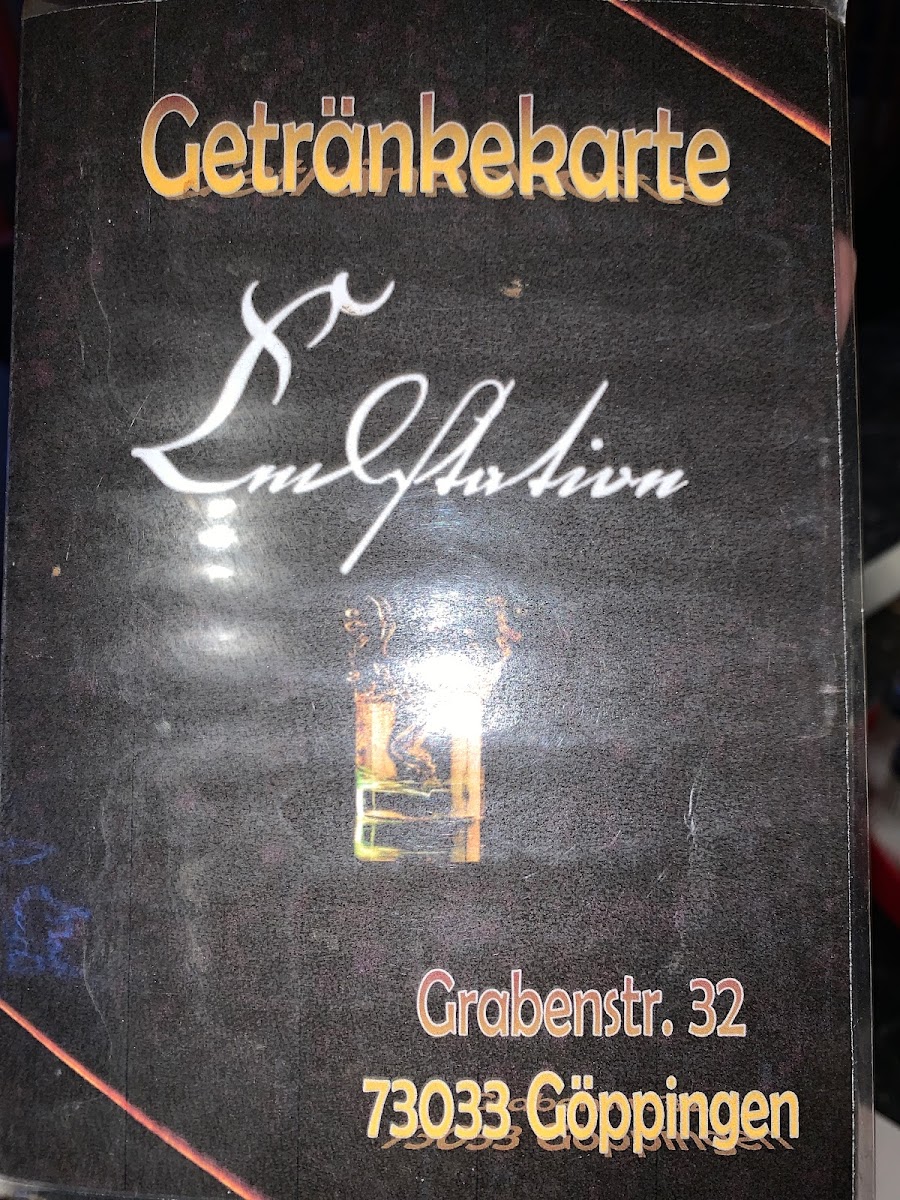 Getränkekarte
Endstation
Grabenstr. 32
73033 Göppingen